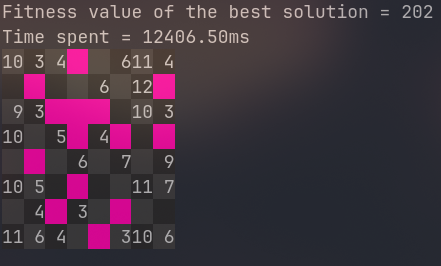 Fitness value of the best solution = 202
Time spent = 12406.50ms
10 3 4 6 11 4
6 12
9 3 10 3
10 5 4
6 7 9
10 5 11 7
4 3
11 6 4 3 10 6